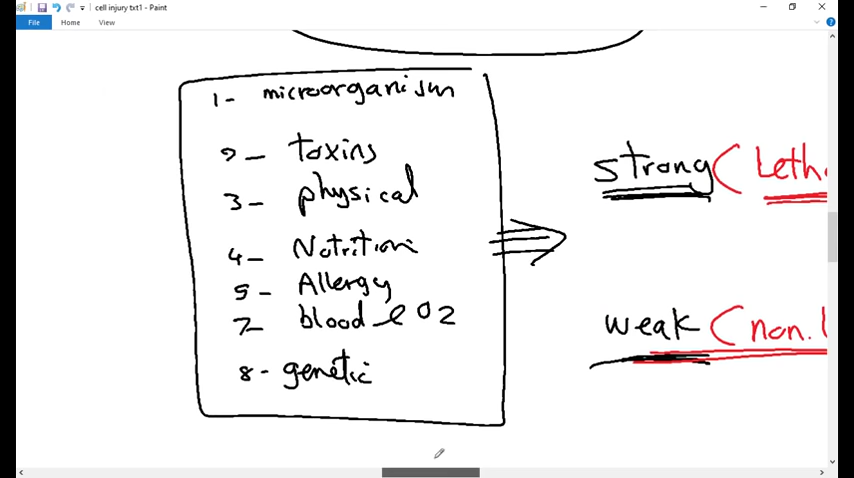 cell injury txt1 - Paint
File Home View
1- microorganism
2- toxins
3- physical
4- Nutrition
5- Allergy
7- blood O2
8- genetic
strong (Leth
weak (non. L